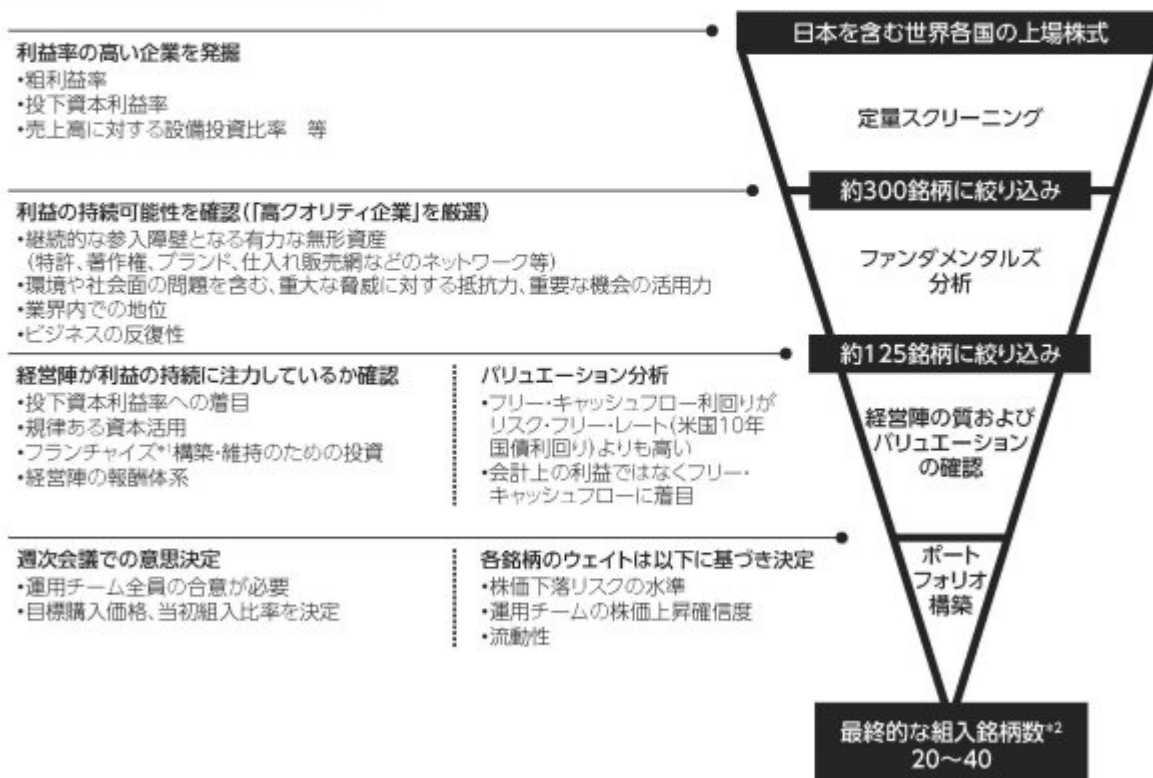 日本を含む世界各国の上場株式
利益率の高い企業を発掘
・粗利益率
・投下資本利益率
・売上高に対する設備投資比率　等
定量スクリーニング
約300銘柄に絞り込み
利益の持続可能性を確認(「高クオリティ企業」を厳選)
・継続的な参入障壁となる有力な無形資産
(特許、著作権、ブランド、仕入れ販売網などのネットワーク等)
・環境や社会面の問題を含む、重大な脅威に対する抵抗力、重要な機会の活用力
・業界内での地位
・ビジネスの反復性
ファンダメンタルズ
分析
約125銘柄に絞り込み
経営陣が利益の持続に注力しているか確認
・投下資本利益率への着目
・規律ある資本活用
・フランチャイズ*1構築・維持のための投資
・経営陣の報酬体系
バリュエーション分析
・フリー・キャッシュフロー利回りが
リスク・フリー・レート(米国10年
国債利回り)よりも高い
・会計上の利益ではなくフリー・
キャッシュフローに着目
経営陣の質および
バリュエーション
の確認
週次会議での意思決定
・運用チーム全員の合意が必要
・目標購入価格、当初組入比率を決定
各銘柄のウェイトは以下に基づき決定
・株価下落リスクの水準
・運用チームの株価上昇確信度
・流動性
ポート
フォリオ
構築
最終的な組入銘柄数*2
20～40